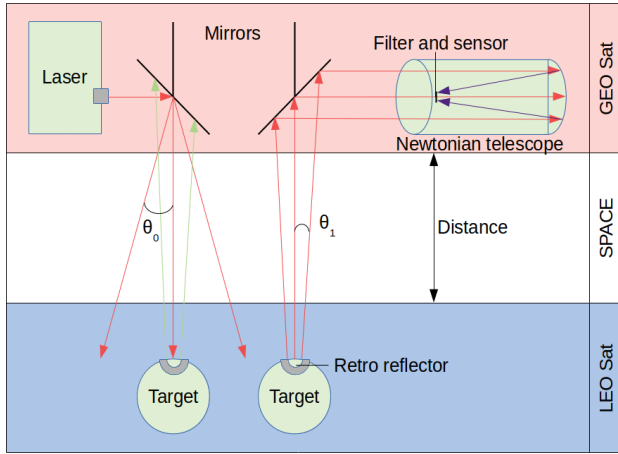 Mirrors
Laser
Filter and sensor
Newtonian telescope
GEO Sat
θ0
θ1
Distance
SPACE
Retro reflector
Target
Target
LEO Sat